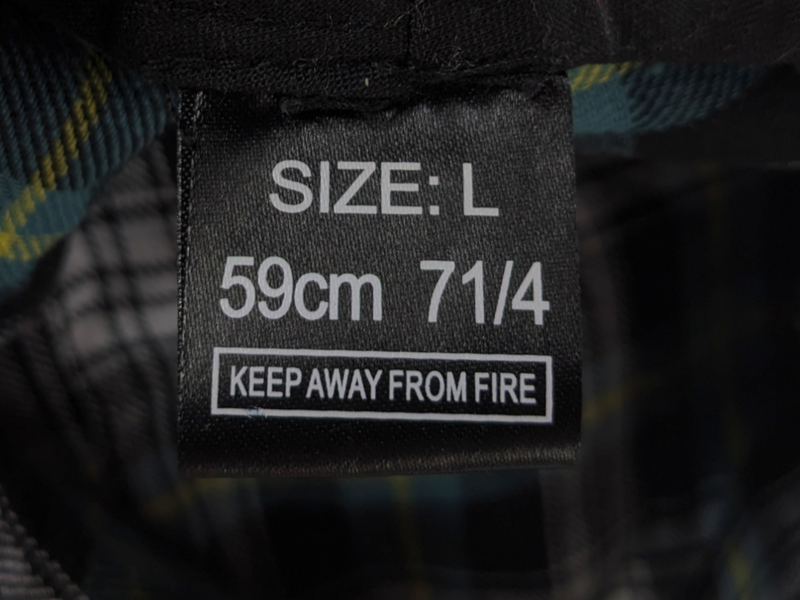 SIZE: L
59cm 71/4
KEEP AWAY FROM FIRE